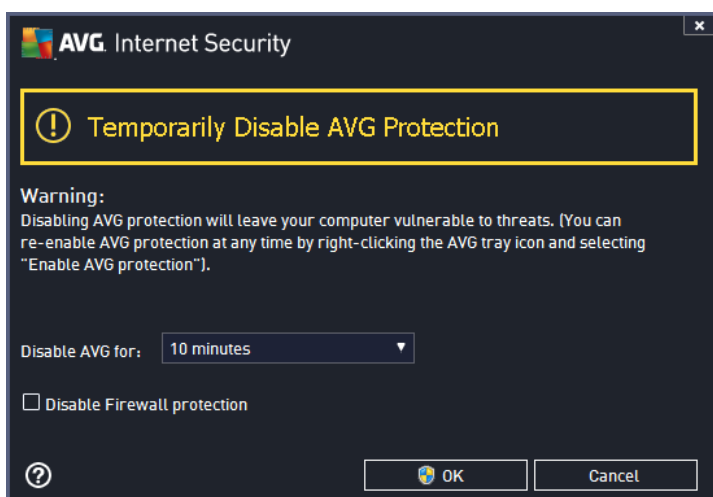 AVG. Internet Security
Temporarily Disable AVG Protection
Warning:
Disabling AVG protection will leave your computer vulnerable to threats. (You can
re-enable AVG protection at any time by right-clicking the AVG tray icon and selecting
"Enable AVG protection").
Disable AVG for: 10 minutes
Disable Firewall protection
OK Cancel